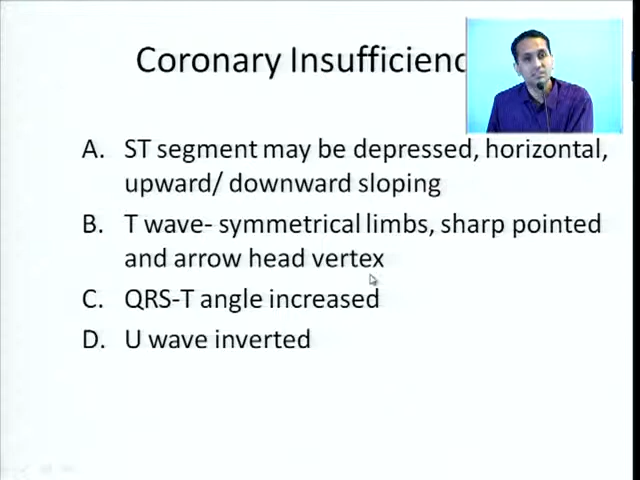 Coronary Insufficienc
A. ST segment may be depressed, horizontal,
upward/ downward sloping
B. T wave- symmetrical limbs, sharp pointed
and arrow head vertex
C. QRS-T angle increased
D. U wave inverted